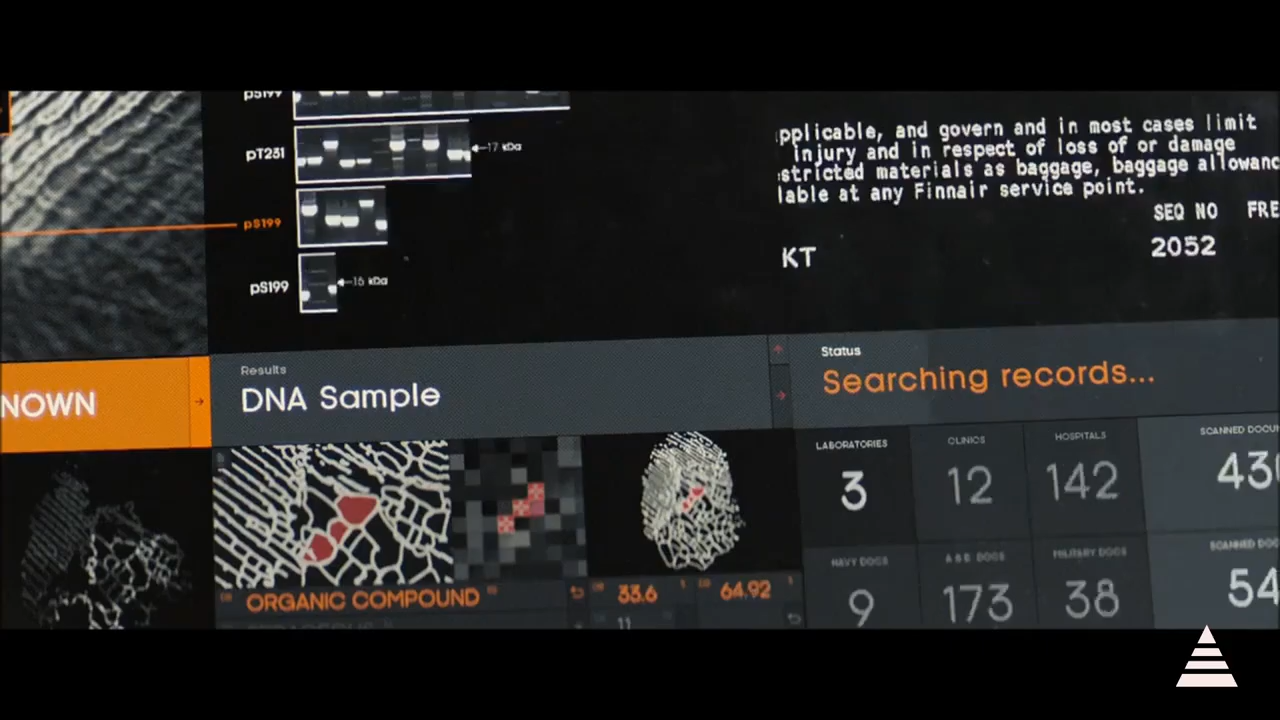 pS199
pT231
17 kDa
pS199
pS199
16 kDa
pplicable, and govern and in most cases limit
injury and in respect of loss of or damage
stricted materials as baggage, baggage allowanc
lable at any Finnair service point.
SEQ NO FRE
KT 2052
NOWN
Results
DNA Sample
Status
Searching records...
LABORATORIES CLINICS HOSPITALS SCANNED DOCU
3 12 142 430
NAVY DOCS A & E DOCS MILITARY DOCS SCANNED DOC
9 173 38 54
ORGANIC COMPOUND
33.6 64.92
11